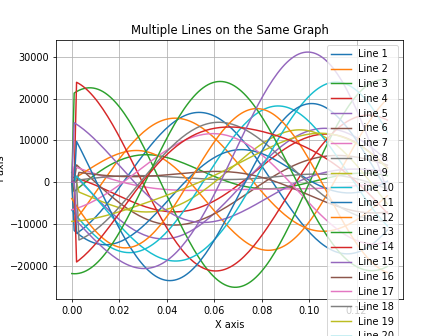 Multiple Lines on the Same Graph
30000
20000
10000
0
−10000
−20000
0.00
0.02
0.04
0.06
0.08
0.10
X axis
Line 1
Line 2
Line 3
Line 4
Line 5
Line 6
Line 7
Line 8
Line 9
Line 10
Line 11
Line 12
Line 13
Line 14
Line 15
Line 16
Line 17
Line 18
Line 19